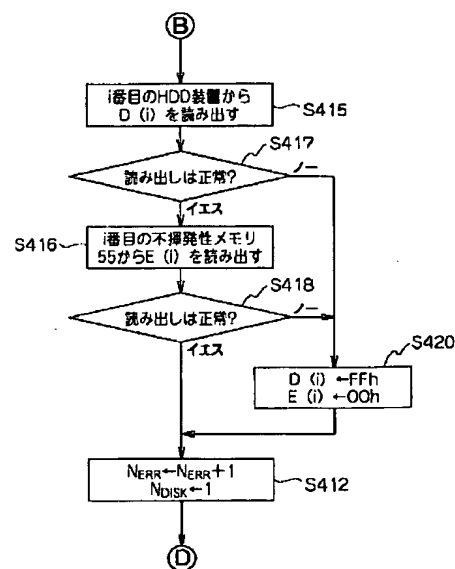 B
i番目のHDD装置から
D (i) を読み出す
S415
S417
読み出しは正常?
ノー
イエス
S416
i番目の不揮発性メモリ
55からE (i) を読み出す
S418
読み出しは正常?
ノー
イエス
S420
D (i) ←FFh
E (i) ←00h
NERR←NERR+1
NDISK←1
S412
D